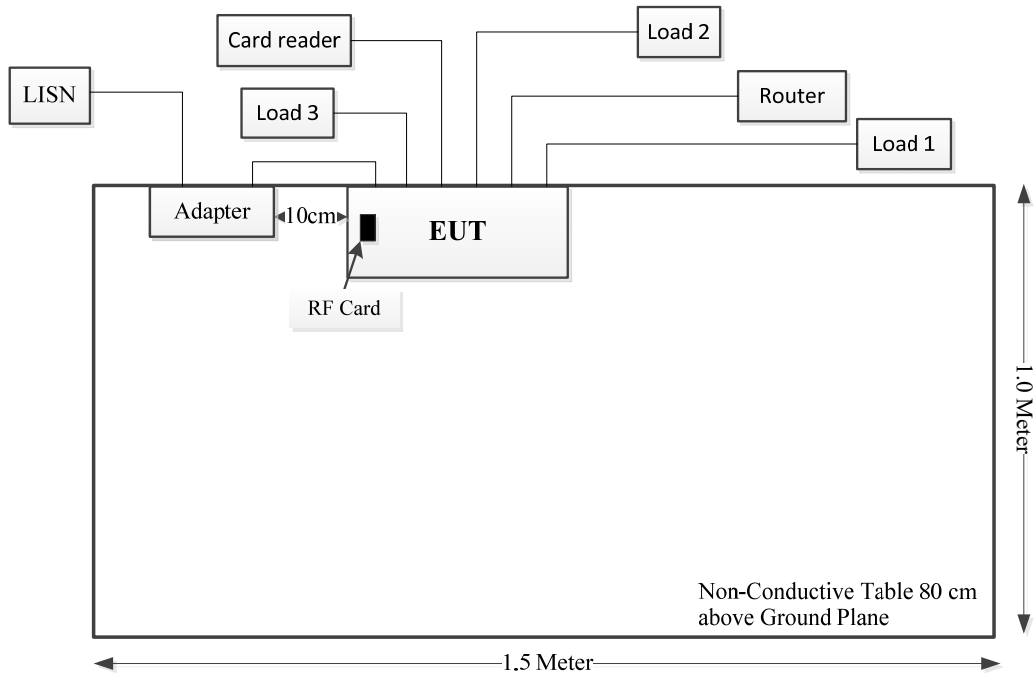 Load 2
Card reader
LISN
Router
Load 3
Load 1
Adapter
10cm
EUT
RF Card
1.0 Meter
Non-Conductive Table 80 cm
above Ground Plane
1.5 Meter